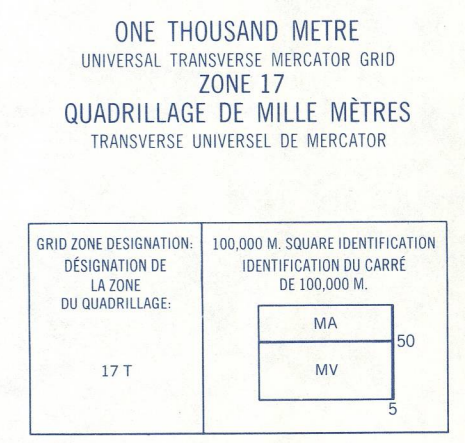 ONE THOUSAND METRE
UNIVERSAL TRANSVERSE MERCATOR GRID
ZONE 17
QUADRILLAGE DE MILLE MÈTRES
TRANSVERSE UNIVERSEL DE MERCATOR
GRID ZONE DESIGNATION:
DÉSIGNATION DE
LA ZONE
DU QUADRILLAGE:
17 T
100,000 M. SQUARE IDENTIFICATION
IDENTIFICATION DU CARRÉ
DE 100,000 M.
MA
50
MV
5